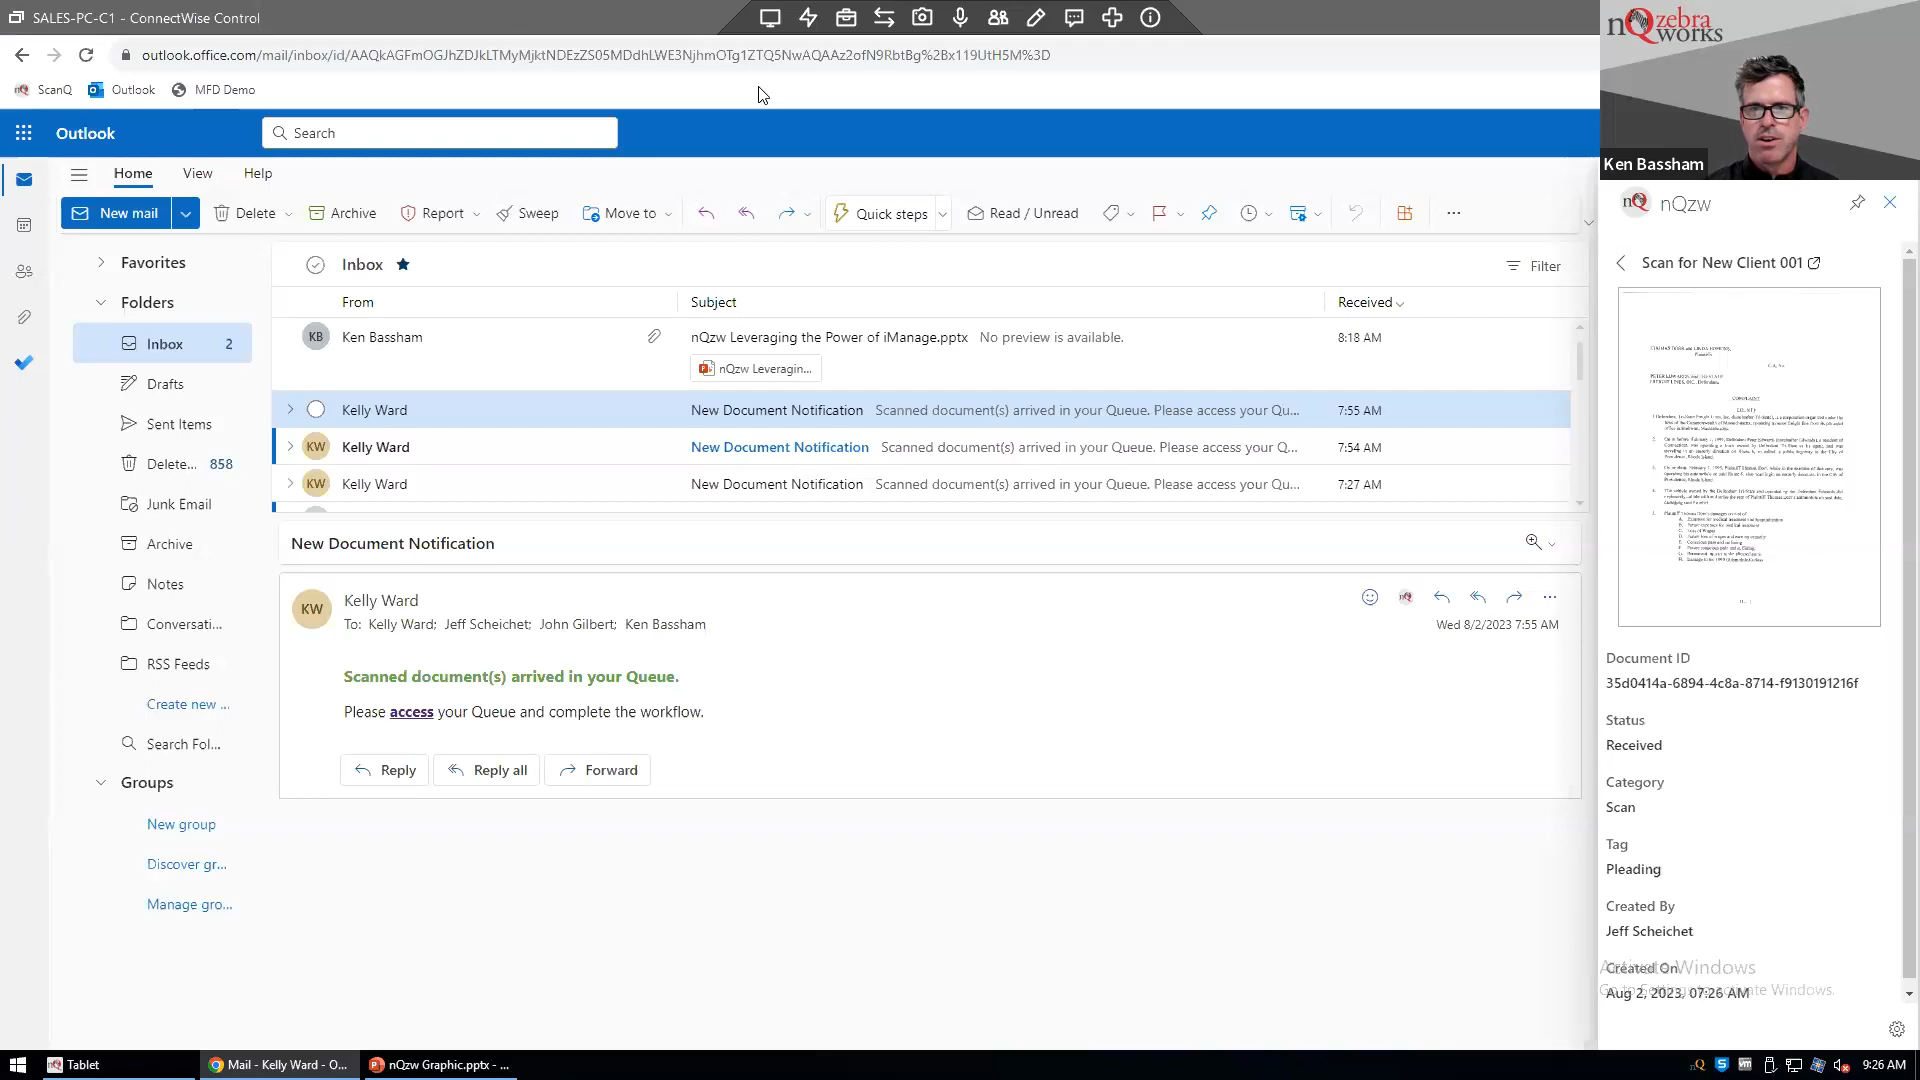 SALES-PC-C1 - ConnectWise Control
outlook.office.com/mail/inbox/id/AAQkAGFmOGJhZDJkLTMyMjktNDEzZS05MDdhLWE3NjhmOTg1ZTQ5NwAQAAz2ofN9RbtBg%2Bx119UtH5M%3D
ScanQ Outlook MFD Demo
nQ zebra works
Ken Bassham
Outlook Search
Home View Help
New mail Delete Archive Report Sweep Move to Quick steps Read / Unread
Favorites
Folders
Inbox 2
Drafts
Sent Items
Delete... 858
Junk Email
Archive
Notes
Conversati...
RSS Feeds
Create new ...
Search Fol...
Groups
New group
Discover gr...
Manage gro...
Inbox Filter
From Subject Received
KB Ken Bassham nQzw Leveraging the Power of iManage.pptx No preview is available. 8:18 AM
nQzw Leveragin...
Kelly Ward New Document Notification Scanned document(s) arrived in your Queue. Please access your Qu... 7:55 AM
KW Kelly Ward New Document Notification Scanned document(s) arrived in your Queue. Please access your Q... 7:54 AM
KW Kelly Ward New Document Notification Scanned document(s) arrived in your Queue. Please access your Qu... 7:27 AM
New Document Notification
KW Kelly Ward
To: Kelly Ward; Jeff Scheichet; John Gilbert; Ken Bassham
Wed 8/2/2023 7:55 AM
Scanned document(s) arrived in your Queue.
Please access your Queue and complete the workflow.
Reply Reply all Forward
nQ nQzw
Scan for New Client 001
COMPLAINT
COUNT I
Document ID
35d0414a-6894-4c8a-8714-f9130191216f
Status
Received
Category
Scan
Tag
Pleading
Created By
Jeff Scheichet
Created On
Aug 2, 2023, 07:26 AM
Activate Windows
Go to Settings to activate Windows.
Tablet Mail - Kelly Ward - O... nQzw Graphic.pptx - ... 9:26 AM